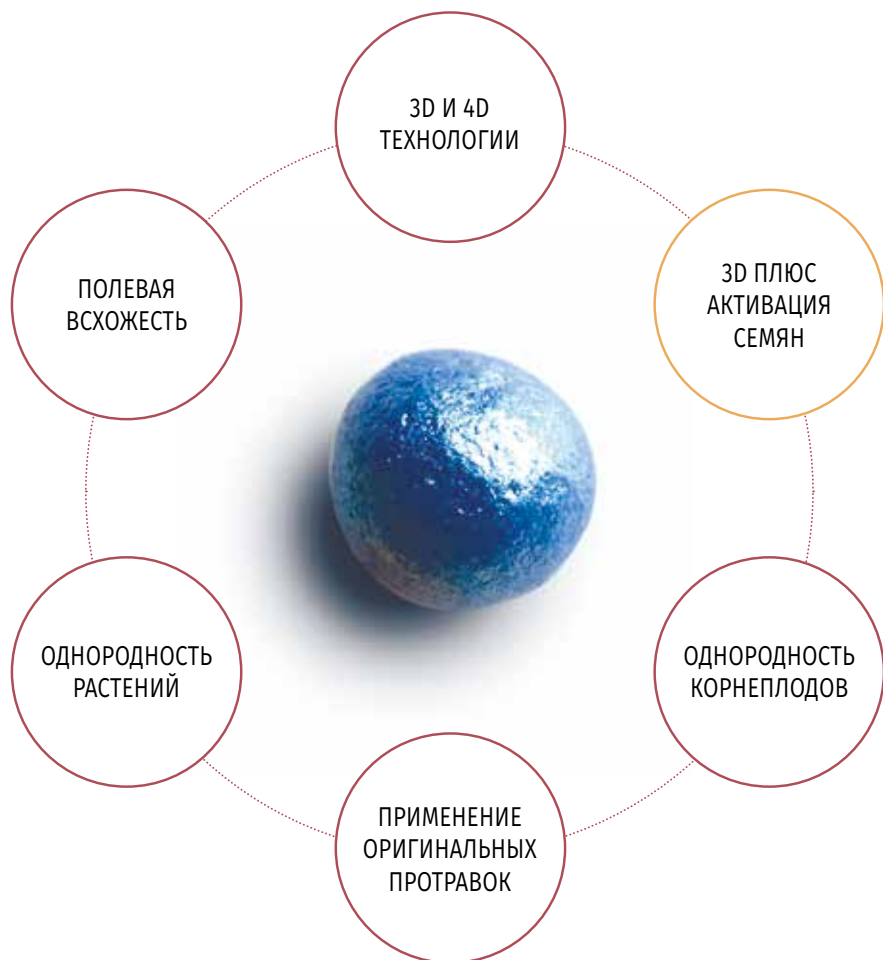 3D И 4D
ТЕХНОЛОГИИ
ПОЛЕВАЯ
ВСХОЖЕСТЬ
3D ПЛЮС
АКТИВАЦИЯ
СЕМЯН
ОДНОРОДНОСТЬ
РАСТЕНИЙ
ОДНОРОДНОСТЬ
КОРНЕПЛОДОВ
ПРИМЕНЕНИЕ
ОРИГИНАЛЬНЫХ
ПРОТРАВОК